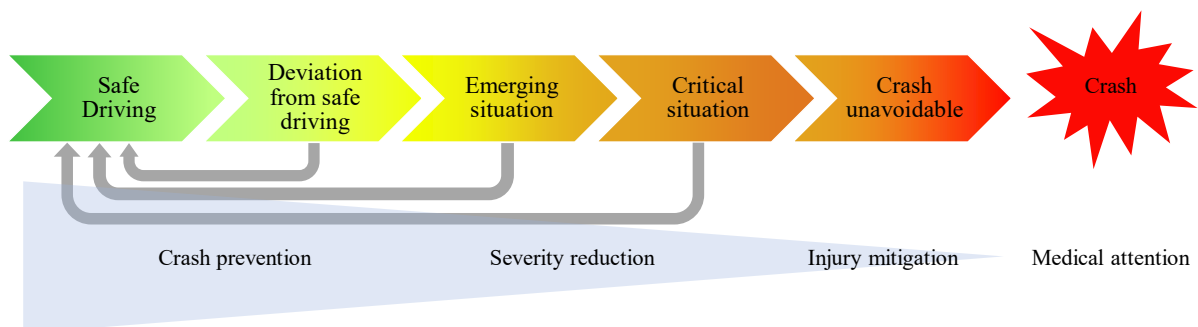 Safe
Driving
Deviation
from safe
driving
Emerging
situation
Critical
situation
Crash
unavoidable
Crash
Crash prevention
Severity reduction
Injury mitigation
Medical attention